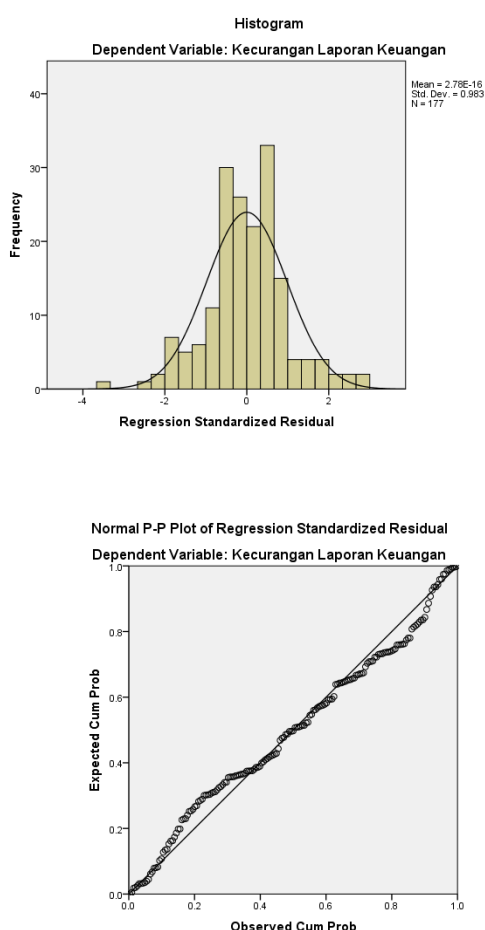 Histogram
Dependent Variable: Kecurangan Laporan Keuangan
Mean = 2.78E-16
Std. Dev. = 0.983
N = 177
40
30
20
10
0
Frequency
-4 -2 0 2
Regression Standardized Residual
Normal P-P Plot of Regression Standardized Residual
Dependent Variable: Kecurangan Laporan Keuangan
1.0
0.8
0.6
0.4
0.2
0.0
Expected Cum Prob
0.0 0.2 0.4 0.6 0.8 1.0
Observed Cum Prob